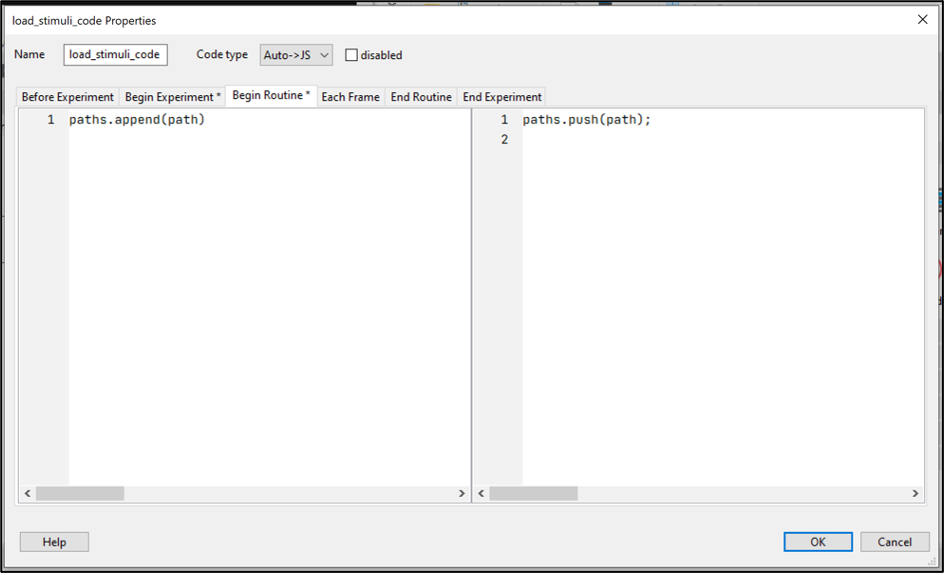 load_stimuli_code Properties
Name load_stimuli_code Code type Auto->JS disabled
Before Experiment Begin Experiment * Begin Routine * Each Frame End Routine End Experiment
1 paths.append(path)
1 paths.push(path);
2
Help OK Cancel